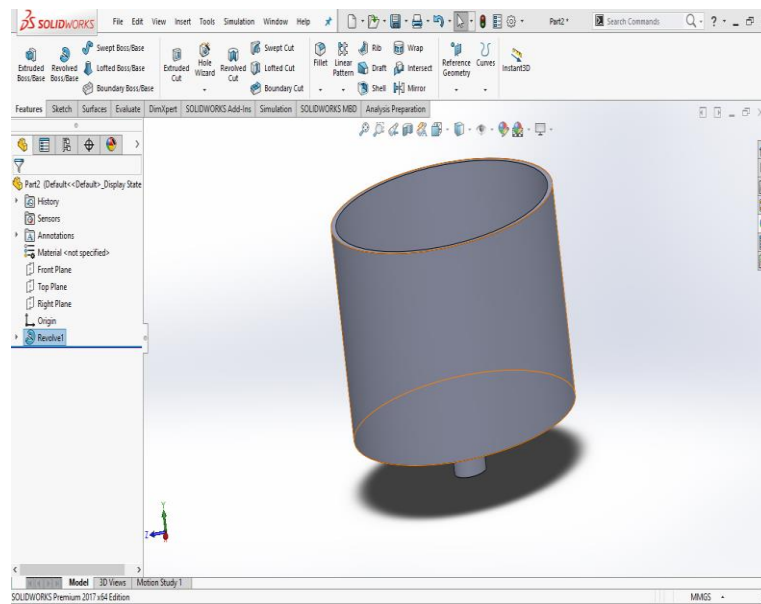 SOLIDWORKS File Edit View Insert Tools Simulation Window Help Part2 * Search Commands
Extruded Boss/Base Revolved Boss/Base Swept Boss/Base Lofted Boss/Base Boundary Boss/Base Extruded Cut Hole Wizard Revolved Cut Swept Cut Lofted Cut Boundary Cut Fillet Linear Pattern Rib Draft Shell Wrap Intersect Mirror Reference Geometry Curves Instant3D
Features Sketch Surfaces Evaluate DimXpert SOLIDWORKS Add-Ins Simulation SOLIDWORKS MBD Analysis Preparation
Part2 (Default<<Default>_Display State
History
Sensors
Annotations
Material <not specified>
Front Plane
Top Plane
Right Plane
Origin
Revolve1
Y
Z
Model 3D Views Motion Study 1
SOLIDWORKS Premium 2017 x64 Edition MMGS